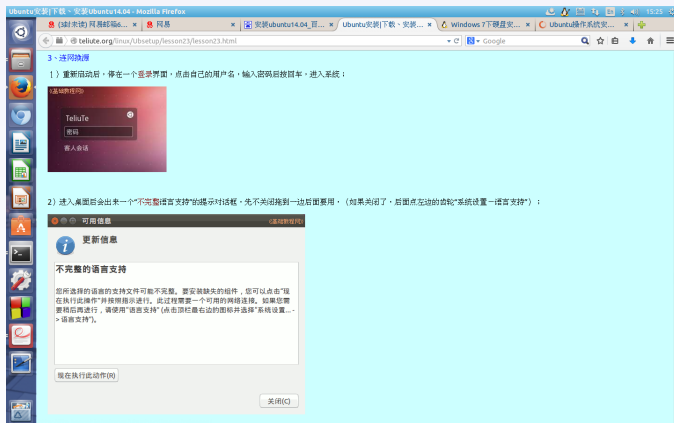 Ubuntu安装|下载、安装Ubuntu14.04 - Mozilla Firefox
15:25
(3封未读) 网易邮箱6...
网易
安装ubuntu14.04_百...
Ubuntu安装|下载、安装...
Windows 7下硬盘安...
Ubuntu操作系统安...
teliute.org/linux/Ubsetup/lesson23/lesson23.html
Google
3、连网换源
1）重新启动后，停在一个登录界面，点击自己的用户名，输入密码后按回车，进入系统；
《基础教程网》
TeliuTe
密码
客人会话
2）进入桌面后会出来一个“不完整语言支持”的提示对话框，先不关闭拖到一边后面要用，（如果关闭了，后面点左边的齿轮“系统设置－语言支持”）；
可用信息
《基础教程网》
更新信息
不完整的语言支持
您所选择的语言的支持文件可能不完整。要安装缺失的组件，您可以点击“现
在执行此操作”并按照指示进行。此过程需要一个可用的网络连接。如果您需
要稍后再进行，请使用“语言支持”(点击顶栏最右边的图标并选择“系统设置... -
> 语言支持”)。
现在执行此动作(R)
关闭(C)